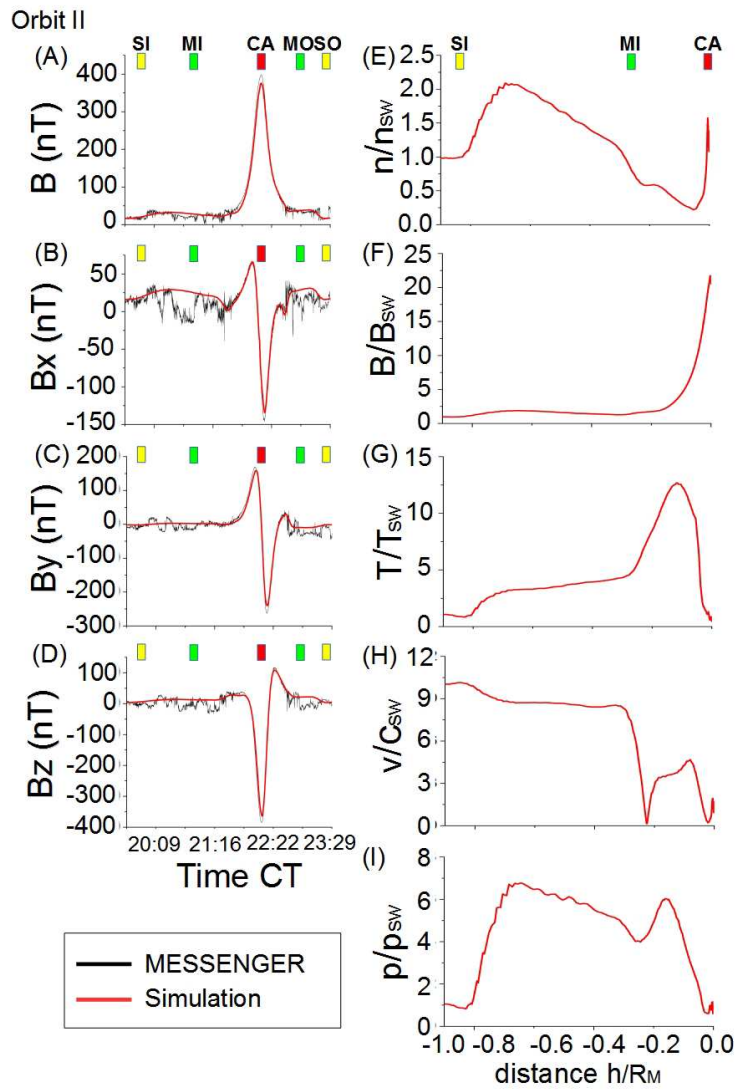 Orbit II
(A) SI MI CA MO SO
B (nT)
400
300
200
100
0
(B)
Bx (nT)
50
0
-50
-100
-150
(C)
By (nT)
200
100
0
-100
-200
-300
(D)
Bz (nT)
100
0
-100
-200
-300
-400
20:09 21:16 22:22 23:29
Time CT
MESSENGER
Simulation
(E) SI MI CA
n/nSW
2.5
2.0
1.5
1.0
0.5
0.0
(F)
B/BSW
25
20
15
10
5
0
(G)
T/TSW
15
10
5
0
(H)
v/cSW
12
9
6
3
0
(I)
p/pSW
8
6
4
2
0
-1.0 -0.8 -0.6 -0.4 -0.2 0.0
distance h/RM